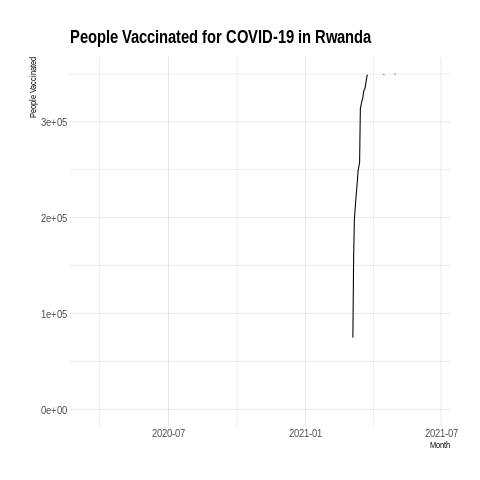 People Vaccinated for COVID-19 in Rwanda
People Vaccinated
3e+05
2e+05
1e+05
0e+00
2020-07
2021-01
2021-07
Month